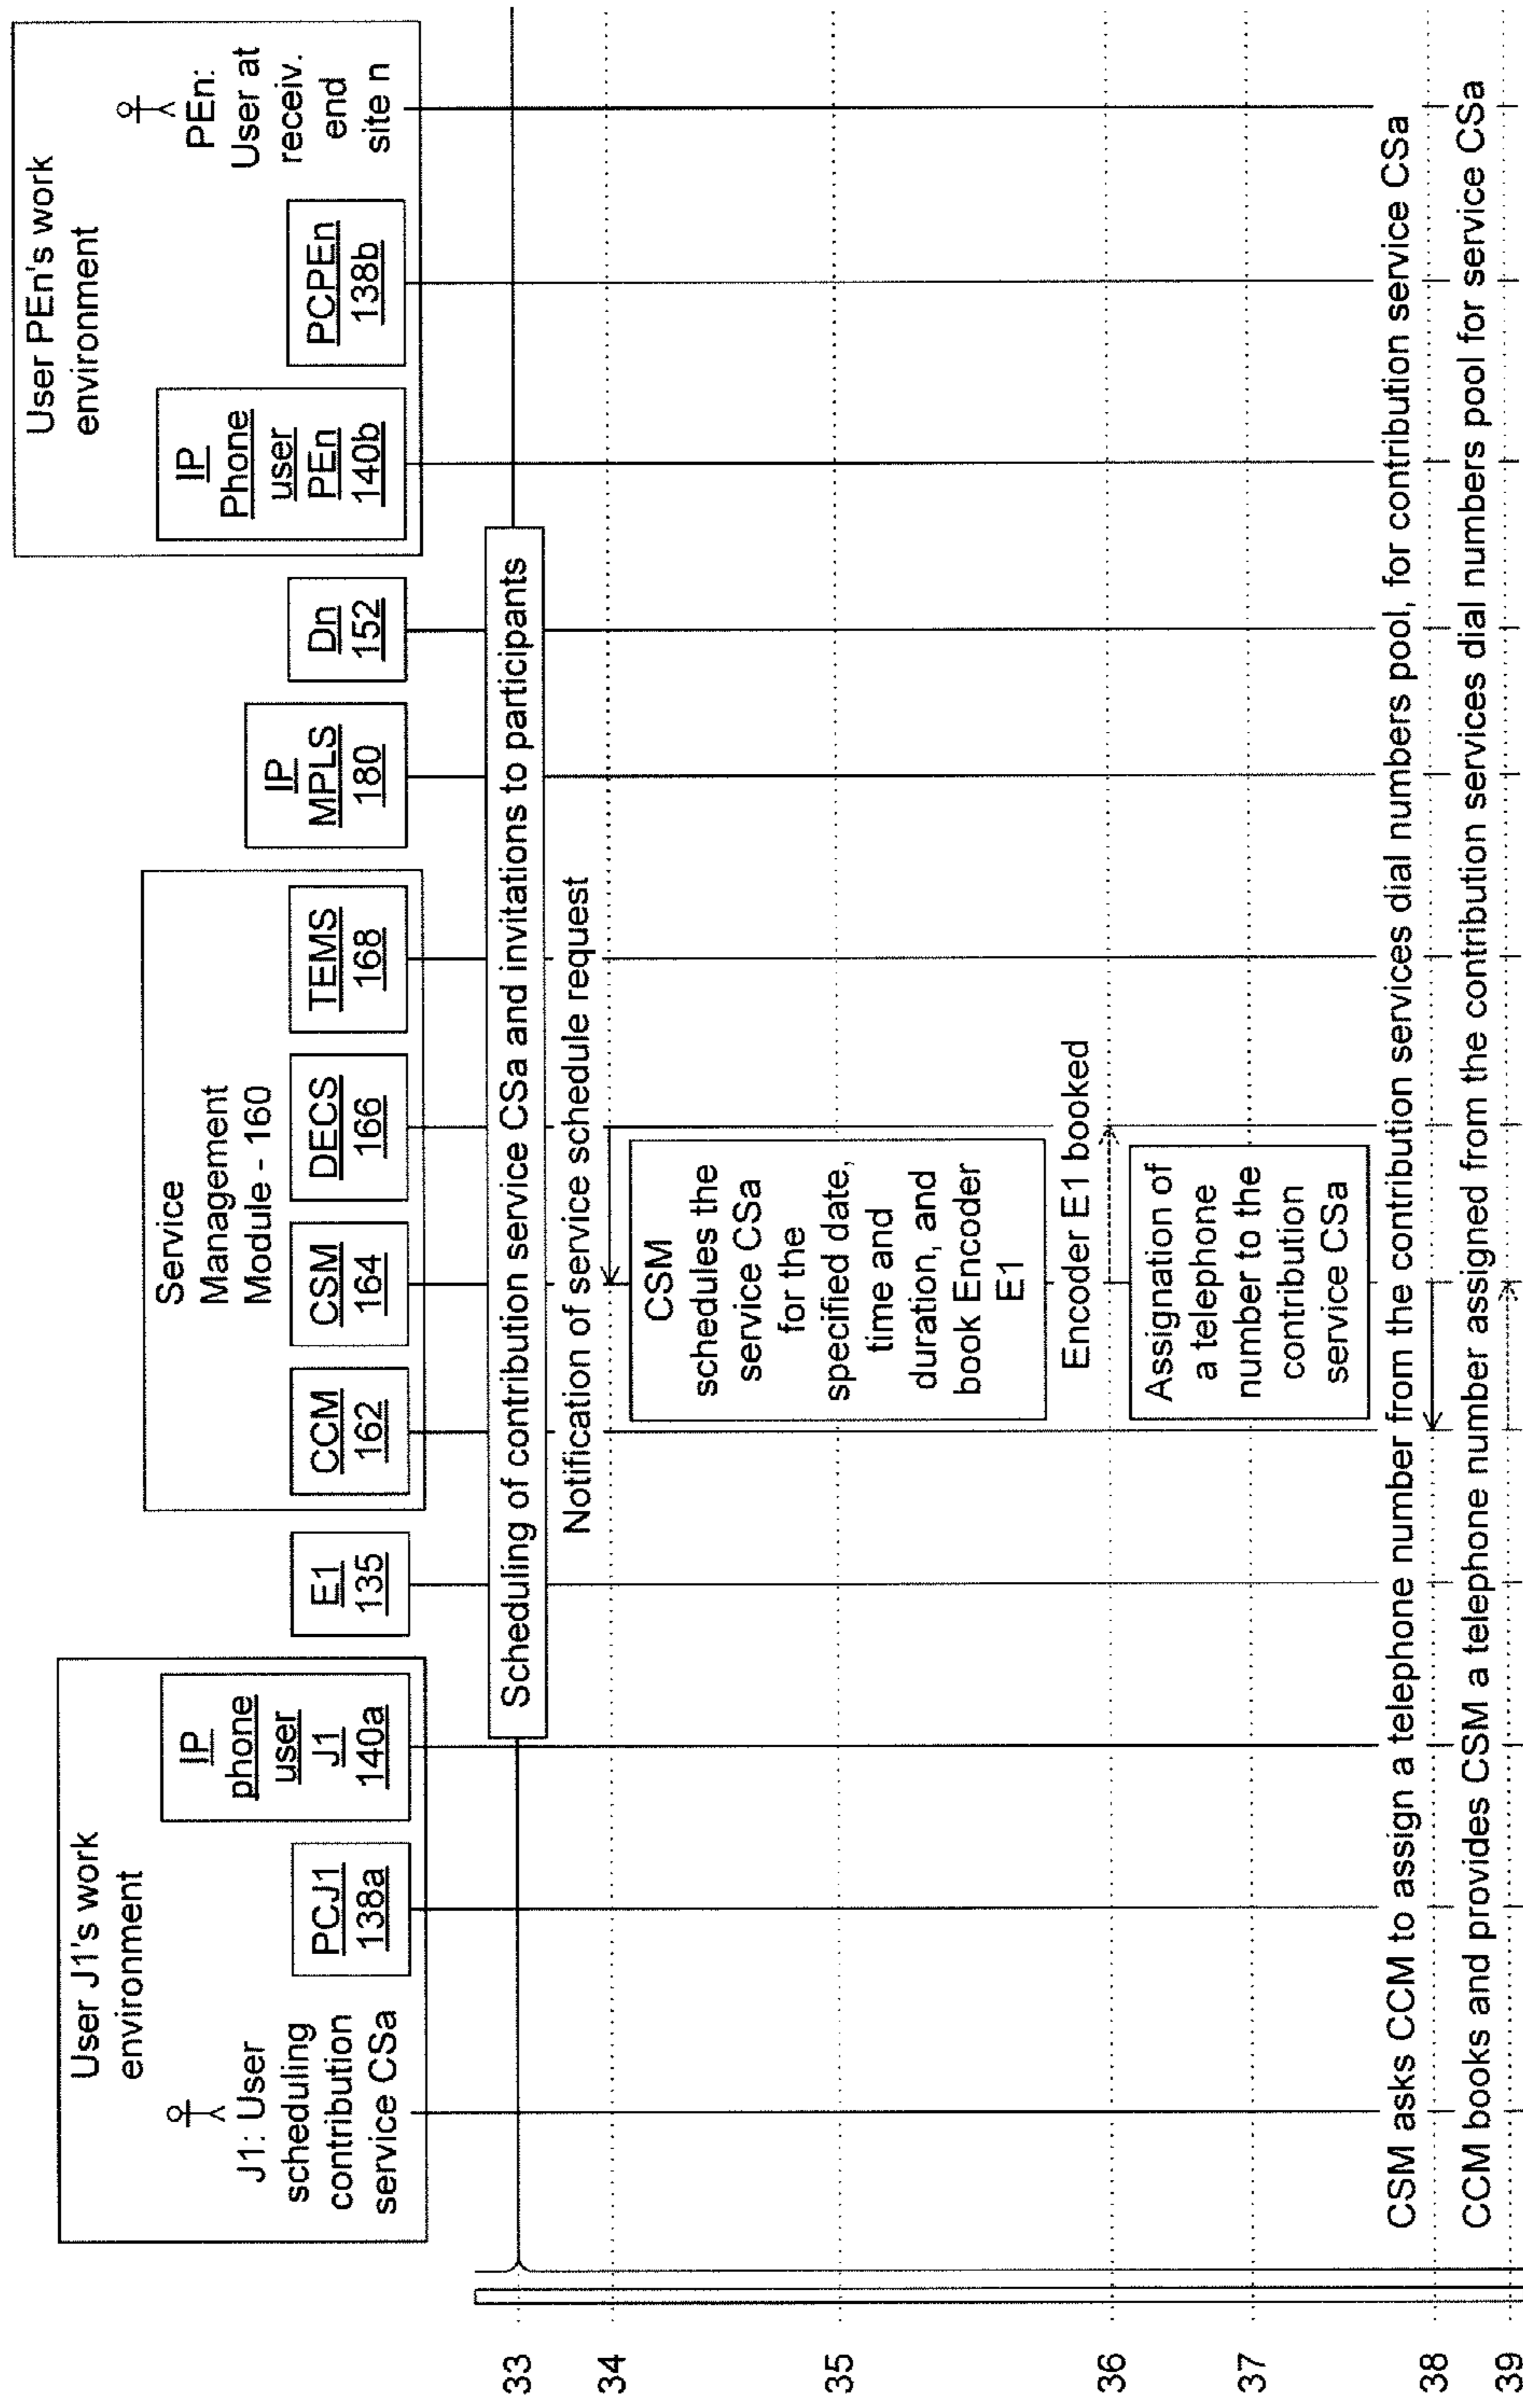 User J1's work
environment
J1: User
scheduling
contribution
service CSa
PCJ1
138a
IP
phone
user
J1
140a
E1
135
Service
Management
Module - 160
CCM
162
CSM
164
DECS
166
TEMS
168
IP
MPLS
180
Dn
152
User PEn's work
environment
IP
Phone
user
PEn
140b
PCPEn
138b
PEn:
User at
receiv.
end
site n
33
Scheduling of contribution service CSa and invitations to participants
34
Notification of service schedule request
35
CSM
schedules the
service CSa
for the
specified date,
time and
duration, and
book Encoder
E1
36
Encoder E1 booked
37
Assignation of
a telephone
number to the
contribution
service CSa
38
CSM asks CCM to assign a telephone number from the contribution services dial numbers pool, for contribution service CSa
39
CCM books and provides CSM a telephone number assigned from the contribution services dial numbers pool for service CSa